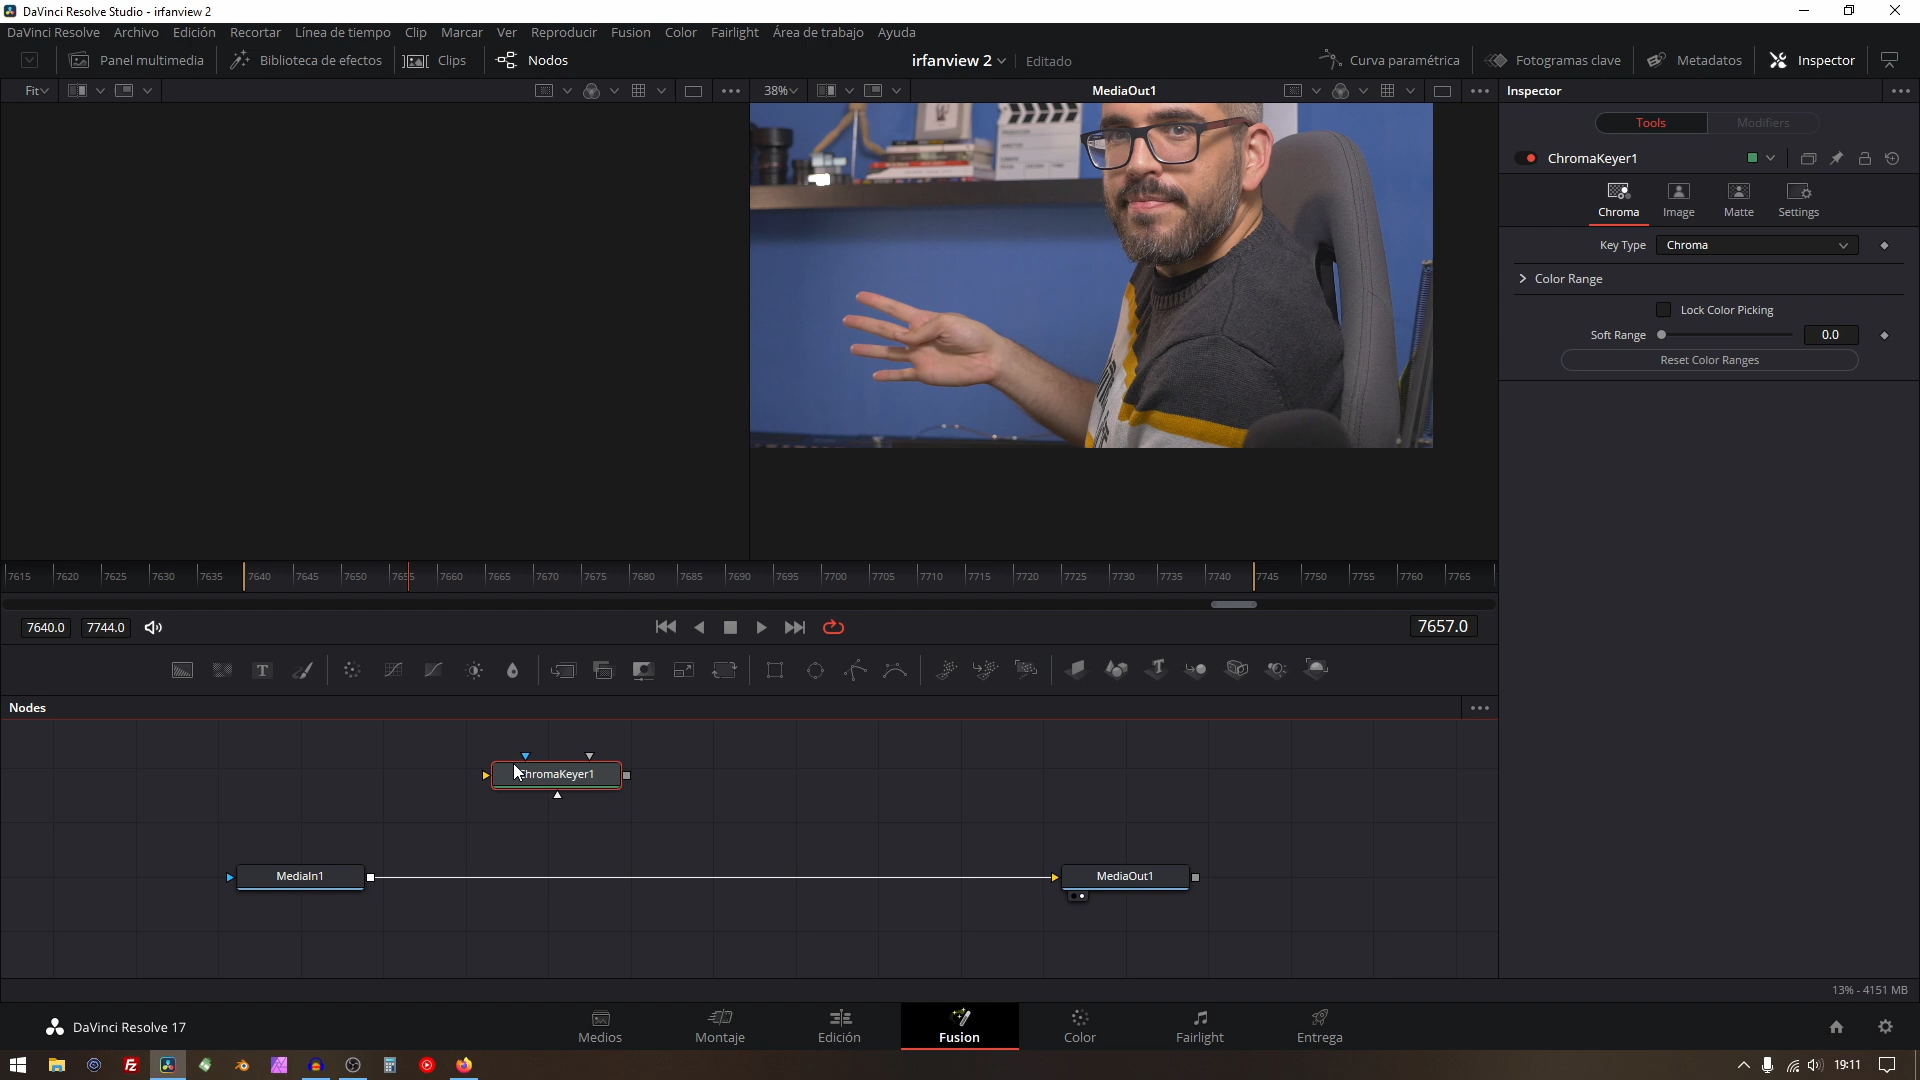 DaVinci Resolve Studio - irfanview 2
DaVinci Resolve Archivo Edición Recortar Línea de tiempo Clip Marcar Ver Reproducir Fusion Color Fairlight Área de trabajo Ayuda
Panel multimedia Biblioteca de efectos Clips Nodos irfanview 2 Editado Curva paramétrica Fotogramas clave Metadatos Inspector
Fit 38% MediaOut1 Inspector
Tools Modifiers
ChromaKeyer1
Chroma Image Matte Settings
Key Type Chroma
Color Range
Lock Color Picking
Soft Range 0.0
Reset Color Ranges
7615 7620 7625 7630 7635 7640 7645 7650 7655 7660 7665 7670 7675 7680 7685 7690 7695 7700 7705 7710 7715 7720 7725 7730 7735 7740 7745 7750 7755 7760 7765
7640.0 7744.0 7657.0
Nodes
ChromaKeyer1
MediaIn1 MediaOut1
13% - 4151 MB
DaVinci Resolve 17 Medios Montaje Edición Fusion Color Fairlight Entrega
19:11